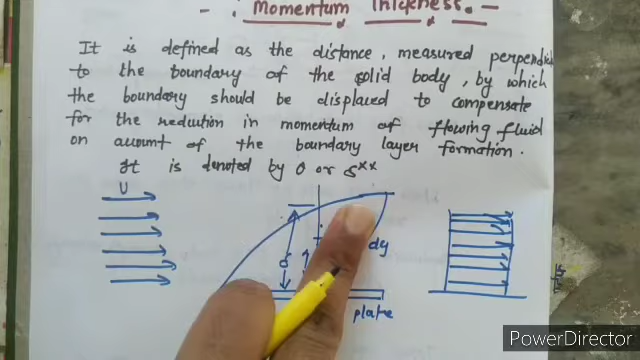 Momentum Thickness.
It is defined as the distance, measured perpendic
to the boundary of the solid body, by which
the boundary should be displaced to compensate
for the reduction in momentum of flowing fluid
on aount of the boundary layer formation.
It is denoted by θ or δ**
U
δ
y
dy
plate
PowerDirector